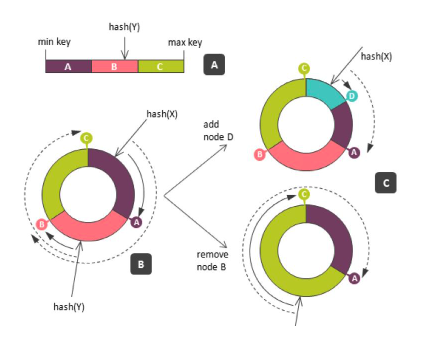 hash(Y)
min key
max key
A
B
C
A
hash(X)
C
D
B
A
C
add
node D
hash(X)
C
B
A
B
hash(Y)
remove
node B
C
A